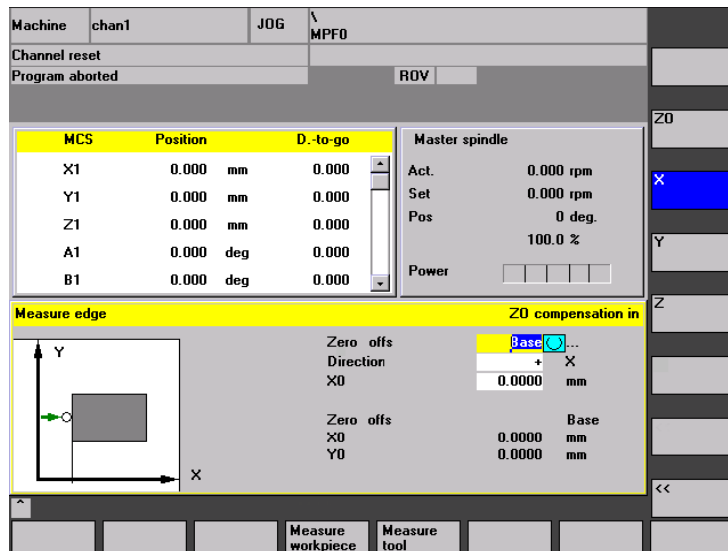 Machine chan1 JOG \
MPF0
Channel reset
Program aborted ROV
MCS Position D.-to-go
X1 0.000 mm 0.000
Y1 0.000 mm 0.000
Z1 0.000 mm 0.000
A1 0.000 deg 0.000
B1 0.000 deg 0.000
Master spindle
Act. 0.000 rpm
Set 0.000 rpm
Pos 0 deg.
100.0 %
Power
Measure edge ZO compensation in
Y
X
Zero offs Base ...
Direction + X
X0 0.0000 mm
Zero offs Base
X0 0.0000 mm
Y0 0.0000 mm
ZO
X
Y
Z
<<
^
Measure workpiece
Measure tool